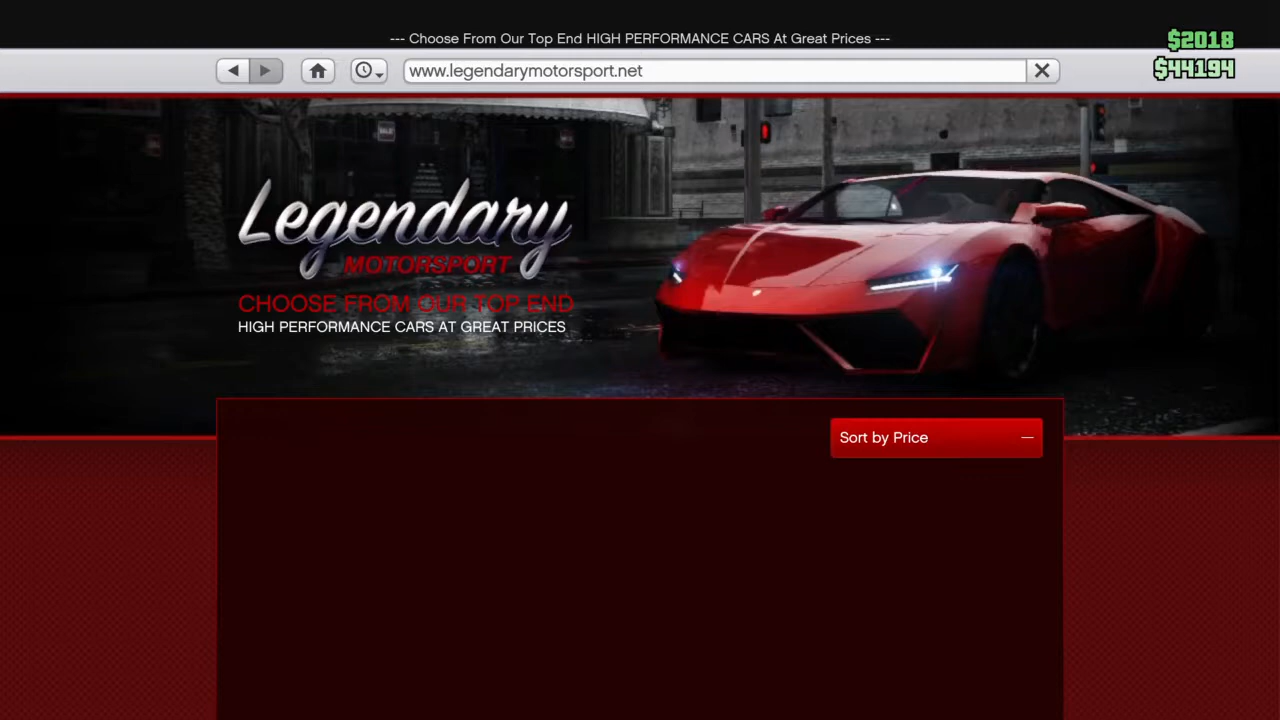 --- Choose From Our Top End HIGH PERFORMANCE CARS At Great Prices ---
$2018
www.legendarymotorsport.net
$44194
Legendary
MOTORSPORT
CHOOSE FROM OUR TOP END
HIGH PERFORMANCE CARS AT GREAT PRICES
Sort by Price